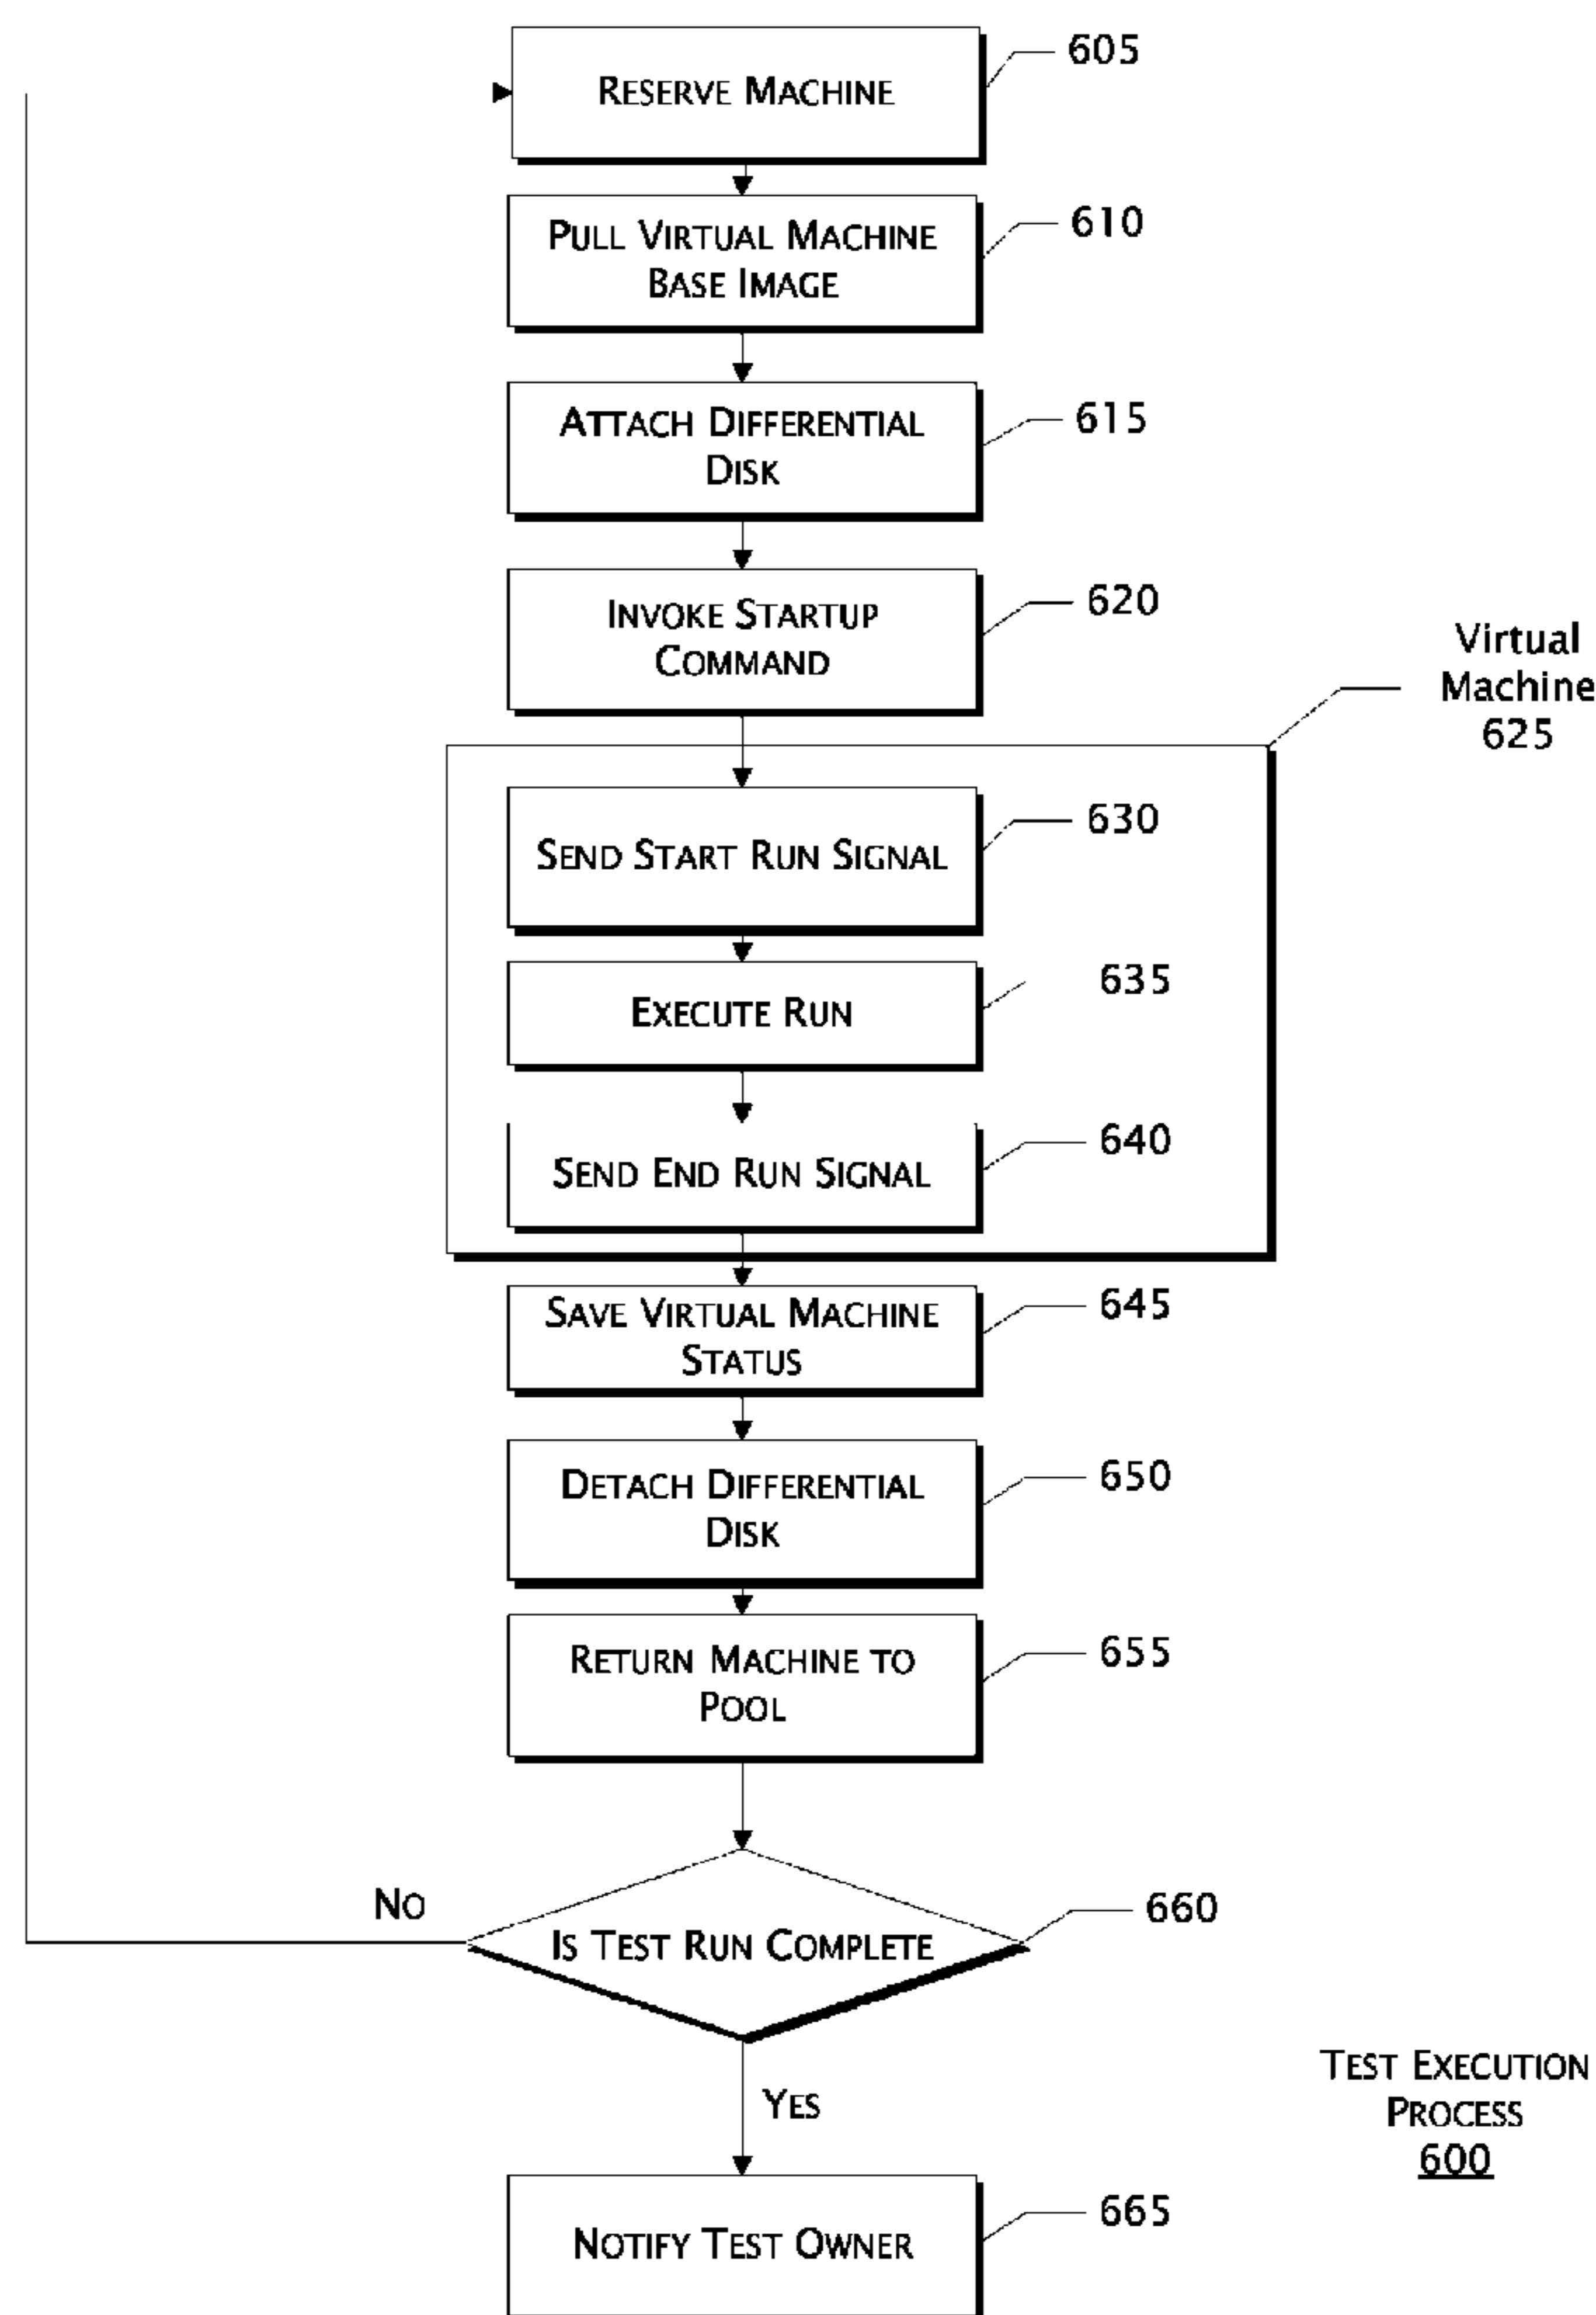 RESERVE MACHINE
605
PULL VIRTUAL MACHINE
BASE IMAGE
610
ATTACH DIFFERENTIAL
DISK
615
INVOKE STARTUP
COMMAND
620
Virtual
Machine
625
SEND START RUN SIGNAL
630
EXECUTE RUN
635
SEND END RUN SIGNAL
640
SAVE VIRTUAL MACHINE
STATUS
645
DETACH DIFFERENTIAL
DISK
650
RETURN MACHINE TO
POOL
655
NO
IS TEST RUN COMPLETE
660
YES
TEST EXECUTION
PROCESS
600
NOTIFY TEST OWNER
665